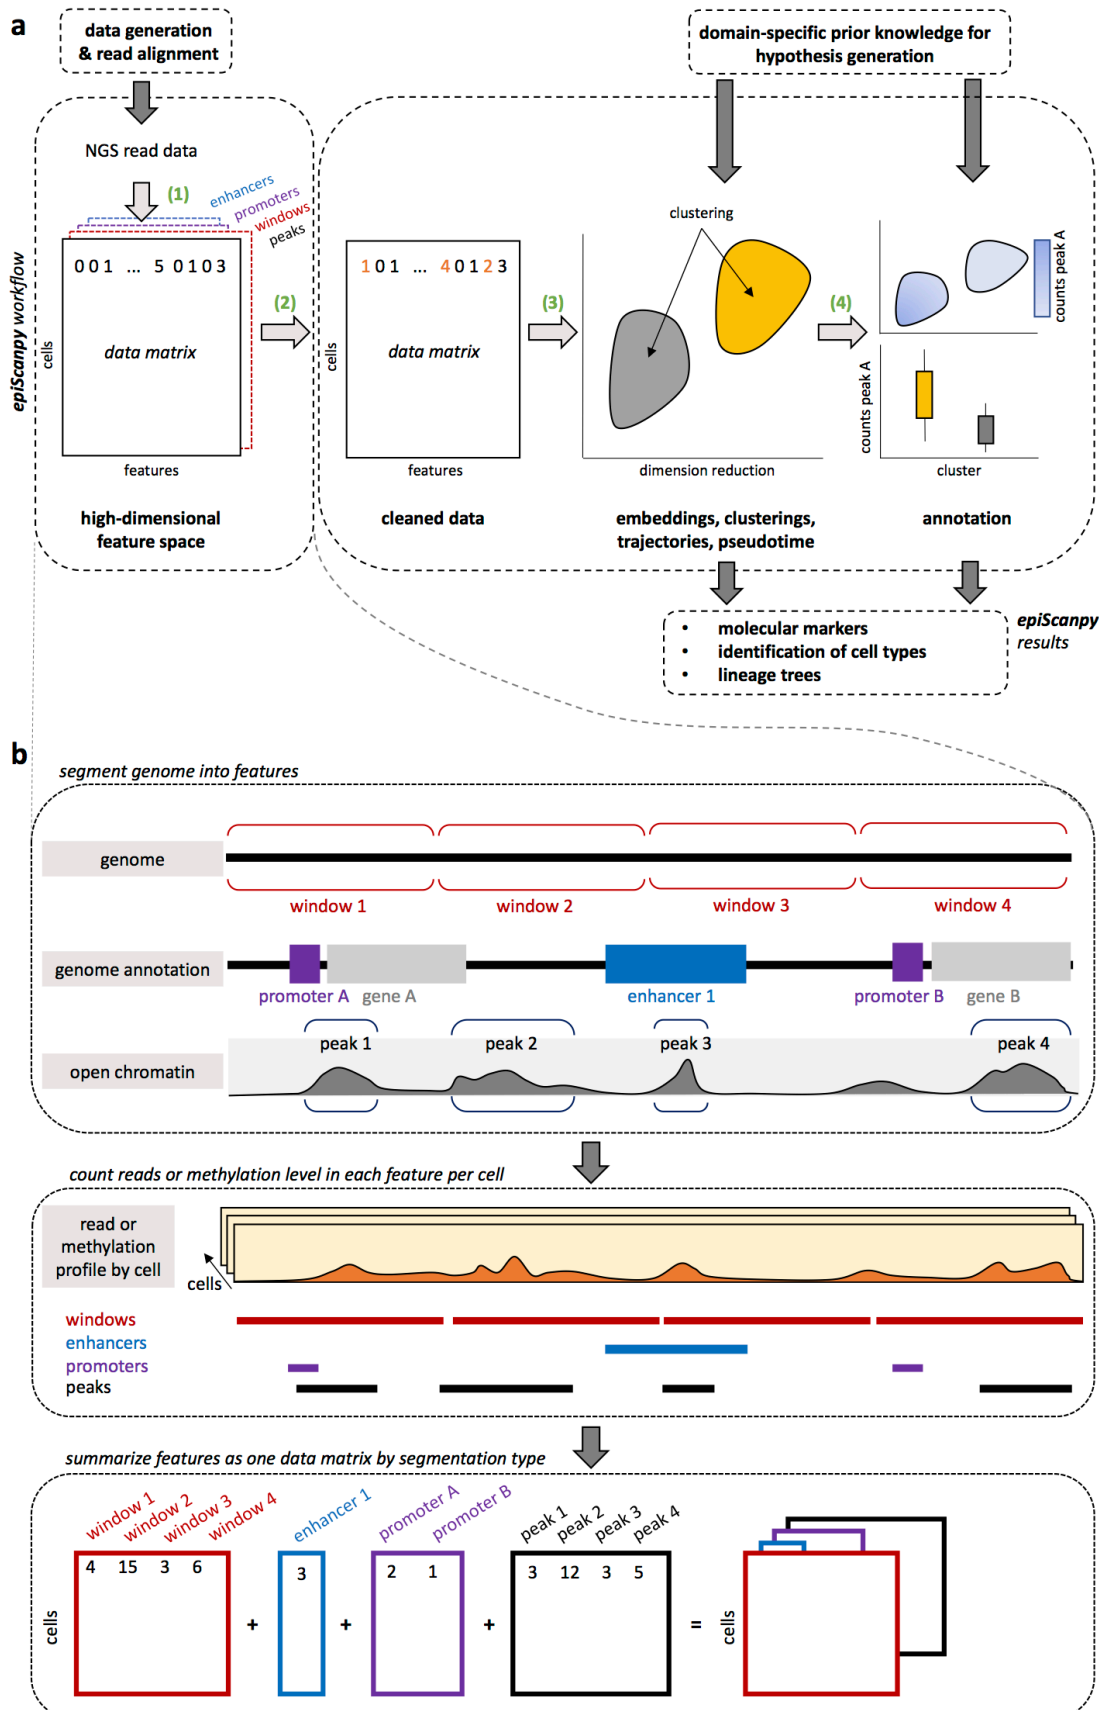 a
data generation
& read alignment
domain-specific prior knowledge for
hypothesis generation
NGS read data
(1)
enhancers
promoters
windows
peaks
epiScanpy workflow
cells
0 0 1 ... 5 0 1 0 3
data matrix
features
high-dimensional
feature space
(2)
cells
1 0 1 ... 4 0 1 2 3
data matrix
features
cleaned data
(3)
clustering
dimension reduction
embeddings, clusterings,
trajectories, pseudotime
(4)
counts peak A
counts peak A
cluster
annotation
• molecular markers
• identification of cell types
• lineage trees
epiScanpy
results
b
segment genome into features
genome
window 1 window 2 window 3 window 4
genome annotation
promoter A gene A enhancer 1 promoter B gene B
peak 1 peak 2 peak 3 peak 4
open chromatin
count reads or methylation level in each feature per cell
read or
methylation
profile by cell
cells
windows
enhancers
promoters
peaks
summarize features as one data matrix by segmentation type
window 1 window 2 window 3 window 4 enhancer 1 promoter A promoter B peak 1 peak 2 peak 3 peak 4
4 15 3 6 3 2 1 3 12 3 5
cells + + + = cells